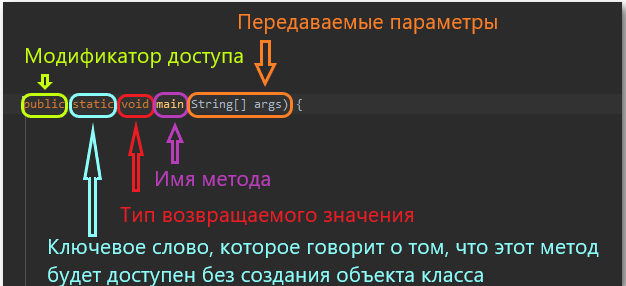 Передаваемые параметры
Модификатор доступа
public static void main String[] args) {
Имя метода
Тип возвращаемого значения
Ключевое слово, которое говорит о том, что этот метод
будет доступен без создания объекта класса